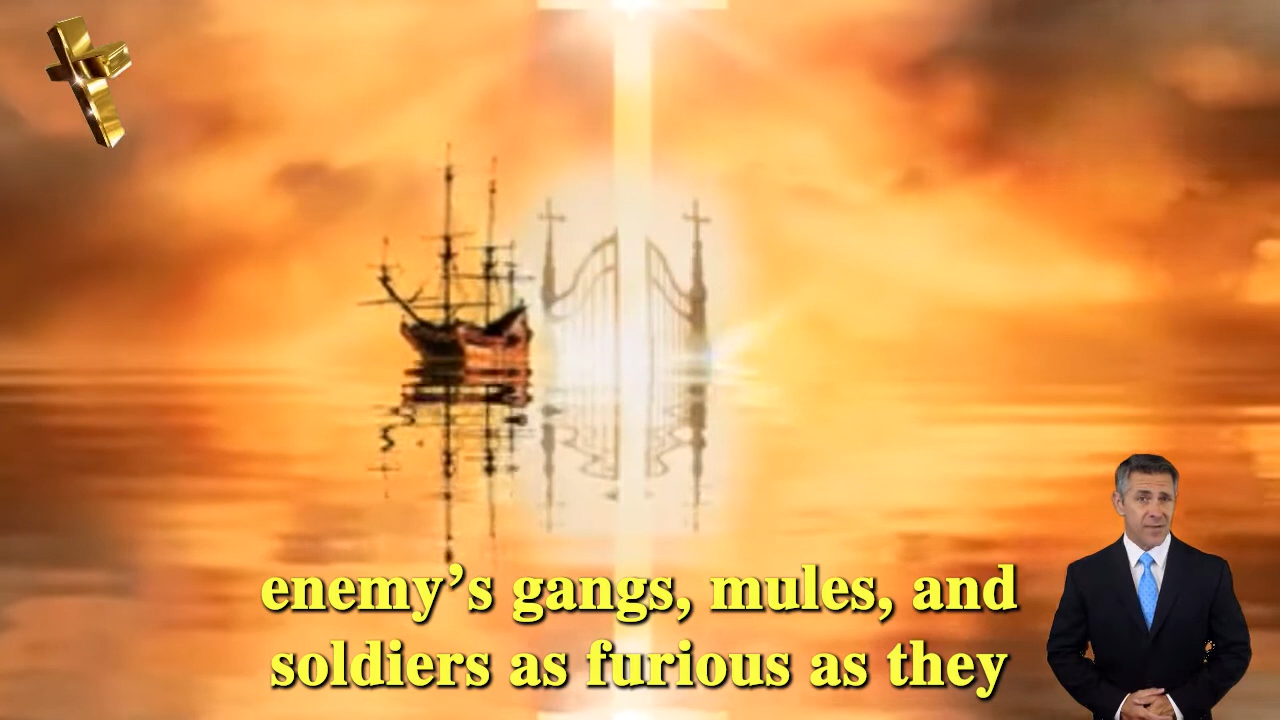 enemy’s gangs, mules, and
soldiers as furious as they